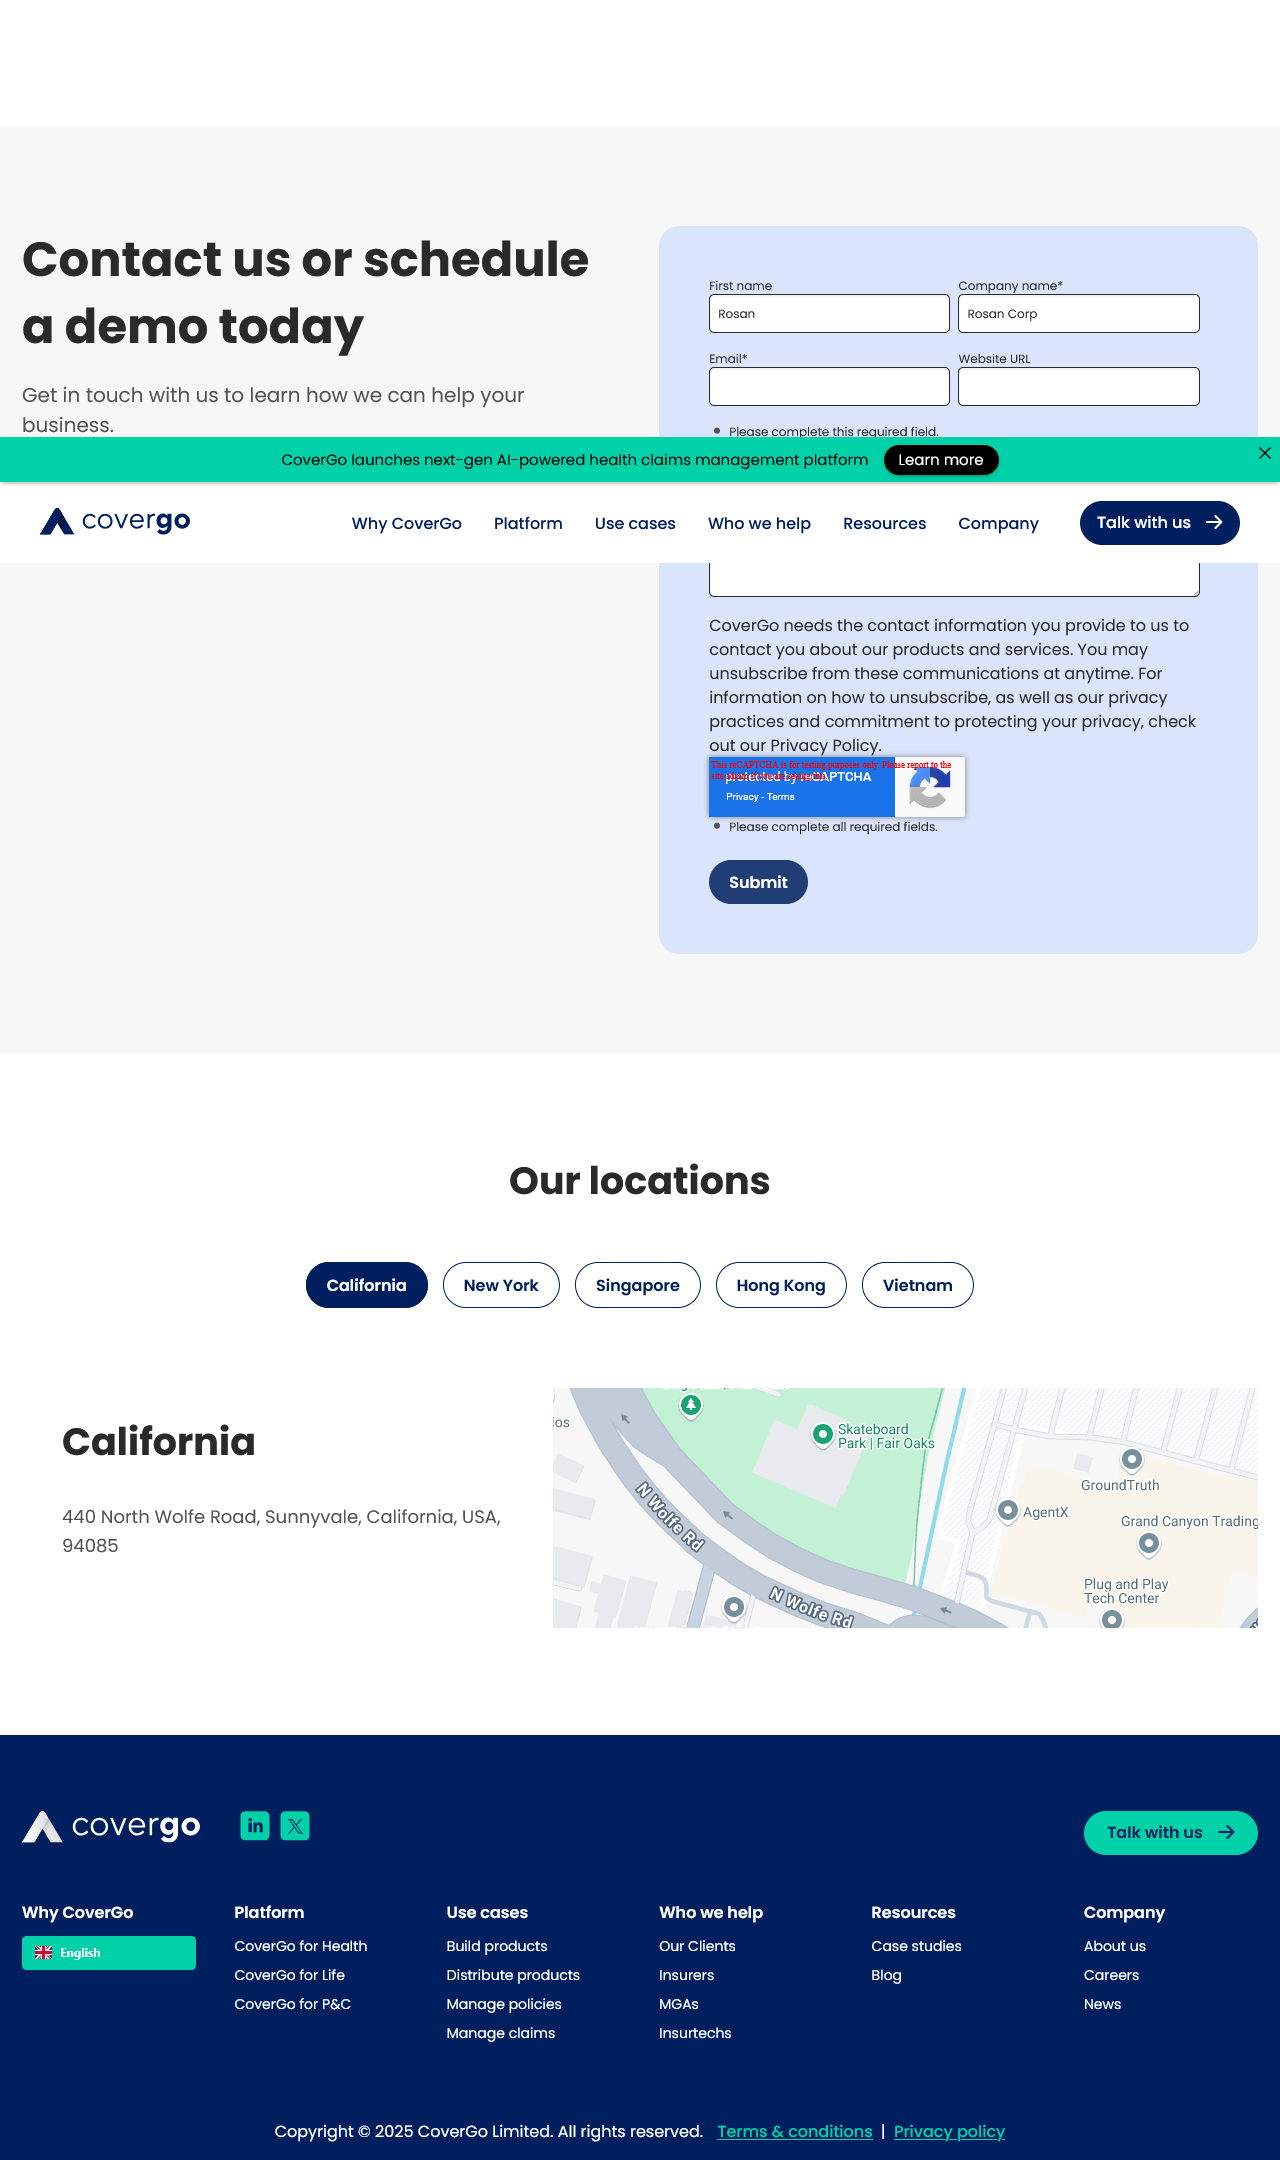 Contact us or schedule
a demo today
Get in touch with us to learn how we can help your
business.
First name
Company name*
Rosan
Rosan Corp
Email*
Website URL
Please complete this required field.
CoverGo launches next-gen AI-powered health claims management platform
Learn more
covergo
Why CoverGo
Platform
Use cases
Who we help
Resources
Company
Talk with us
CoverGo needs the contact information you provide to us to
contact you about our products and services. You may
unsubscribe from these communications at anytime. For
information on how to unsubscribe, as well as our privacy
practices and commitment to protecting your privacy, check
out our Privacy Policy.
This reCAPTCHA is for testing purposes only. Please report to the
protected by reCAPTCHA
Privacy - Terms
Please complete all required fields.
Submit
Our locations
California
New York
Singapore
Hong Kong
Vietnam
California
440 North Wolfe Road, Sunnyvale, California, USA,
94085
ios
Skateboard
Park | Fair Oaks
GroundTruth
AgentX
Grand Canyon Trading
N Wolfe Rd
Plug and Play
Tech Center
N Wolfe Rd
covergo
in
X
Talk with us
Why CoverGo
English
Platform
CoverGo for Health
CoverGo for Life
CoverGo for P&C
Use cases
Build products
Distribute products
Manage policies
Manage claims
Who we help
Our Clients
Insurers
MGAs
Insurtechs
Resources
Case studies
Blog
Company
About us
Careers
News
Copyright © 2025 CoverGo Limited. All rights reserved. Terms & conditions | Privacy policy